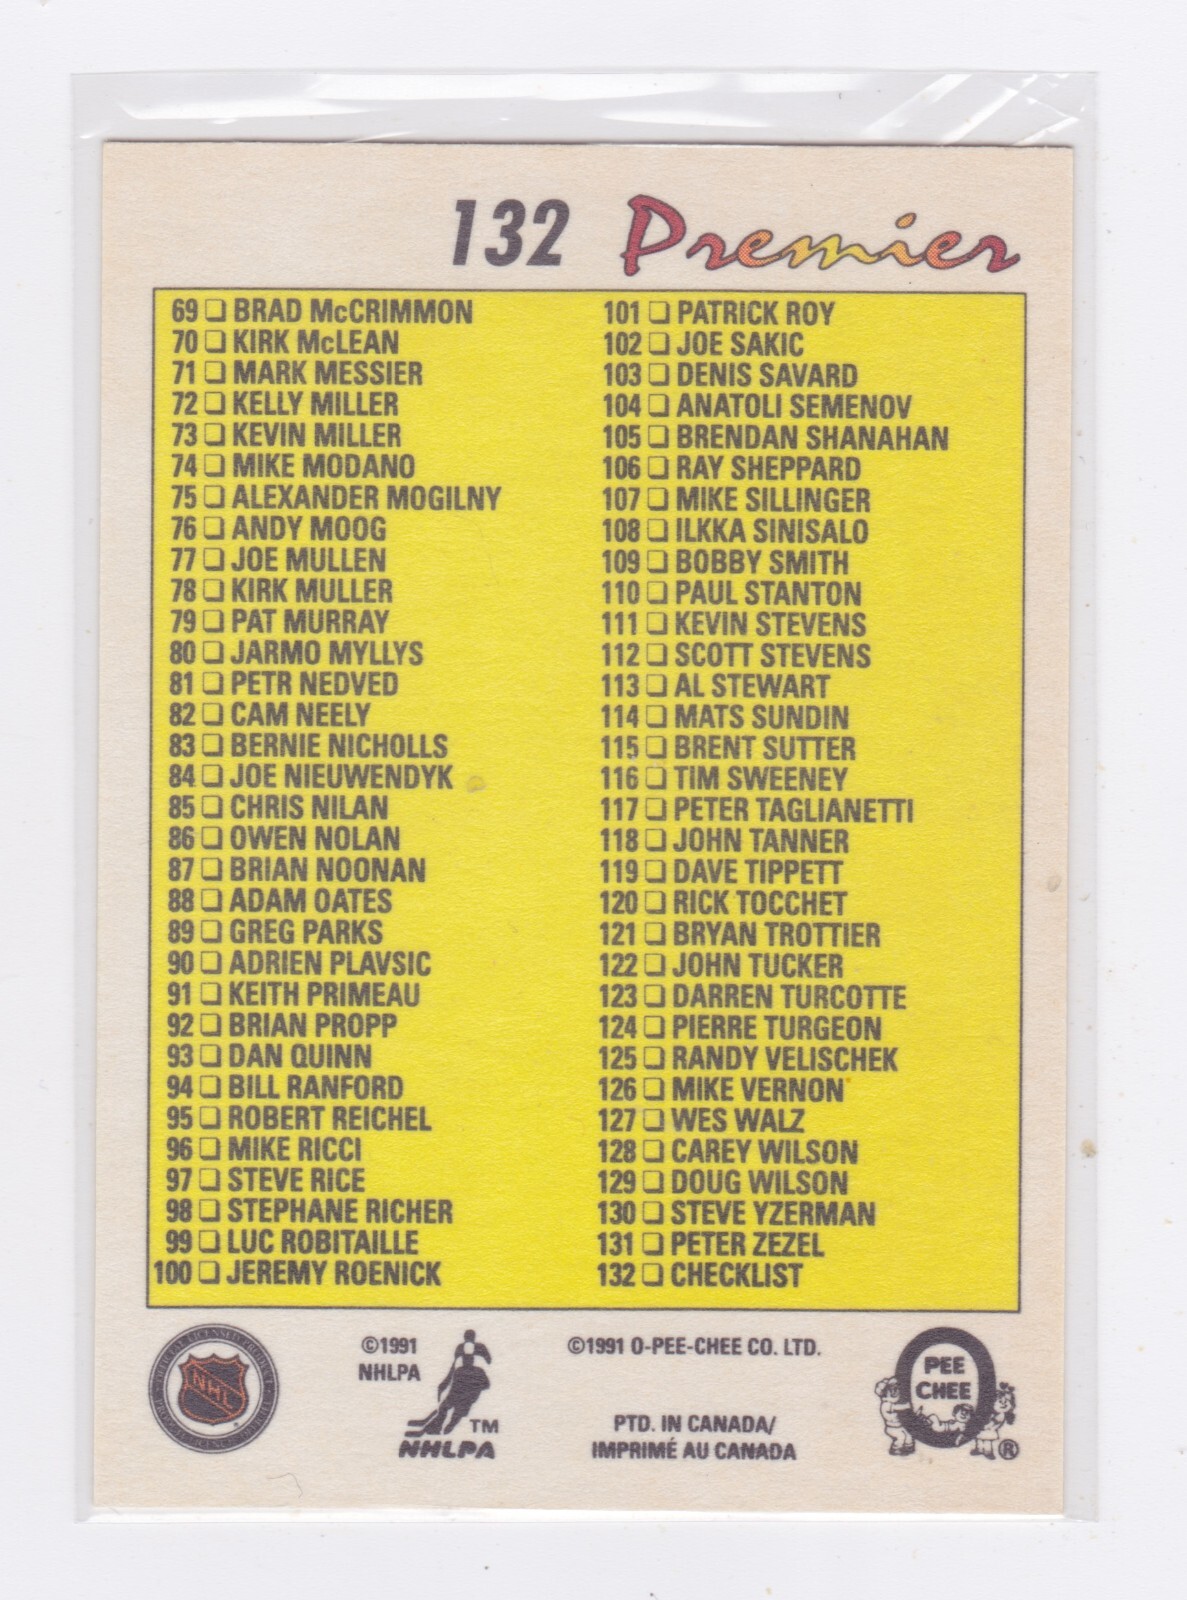 132 Premier
69 ❏ BRAD McCRIMMON
70 ❏ KIRK McLEAN
71 ❏ MARK MESSIER
72 ❏ KELLY MILLER
73 ❏ KEVIN MILLER
74 ❏ MIKE MODANO
75 ❏ ALEXANDER MOGILNY
76 ❏ ANDY MOOG
77 ❏ JOE MULLEN
78 ❏ KIRK MULLER
79 ❏ PAT MURRAY
80 ❏ JARMO MYLLYS
81 ❏ PETR NEDVED
82 ❏ CAM NEELY
83 ❏ BERNIE NICHOLLS
84 ❏ JOE NIEUWENDYK
85 ❏ CHRIS NILAN
86 ❏ OWEN NOLAN
87 ❏ BRIAN NOONAN
88 ❏ ADAM OATES
89 ❏ GREG PARKS
90 ❏ ADRIEN PLAVSIC
91 ❏ KEITH PRIMEAU
92 ❏ BRIAN PROPP
93 ❏ DAN QUINN
94 ❏ BILL RANFORD
95 ❏ ROBERT REICHEL
96 ❏ MIKE RICCI
97 ❏ STEVE RICE
98 ❏ STEPHANE RICHER
99 ❏ LUC ROBITAILLE
100 ❏ JEREMY ROENICK
101 ❏ PATRICK ROY
102 ❏ JOE SAKIC
103 ❏ DENIS SAVARD
104 ❏ ANATOLI SEMENOV
105 ❏ BRENDAN SHANAHAN
106 ❏ RAY SHEPPARD
107 ❏ MIKE SILLINGER
108 ❏ ILKKA SINISALO
109 ❏ BOBBY SMITH
110 ❏ PAUL STANTON
111 ❏ KEVIN STEVENS
112 ❏ SCOTT STEVENS
113 ❏ AL STEWART
114 ❏ MATS SUNDIN
115 ❏ BRENT SUTTER
116 ❏ TIM SWEENEY
117 ❏ PETER TAGLIANETTI
118 ❏ JOHN TANNER
119 ❏ DAVE TIPPETT
120 ❏ RICK TOCCHET
121 ❏ BRYAN TROTTIER
122 ❏ JOHN TUCKER
123 ❏ DARREN TURCOTTE
124 ❏ PIERRE TURGEON
125 ❏ RANDY VELISCHEK
126 ❏ MIKE VERNON
127 ❏ WES WALZ
128 ❏ CAREY WILSON
129 ❏ DOUG WILSON
130 ❏ STEVE YZERMAN
131 ❏ PETER ZEZEL
132 ❏ CHECKLIST
OFFICIAL LICENSED PRODUCT
NHL
©1991
NHLPA
TM
NHLPA
©1991 O-PEE-CHEE CO. LTD.
PTD. IN CANADA/
IMPRIMÉ AU CANADA
O
PEE
CHEE
®